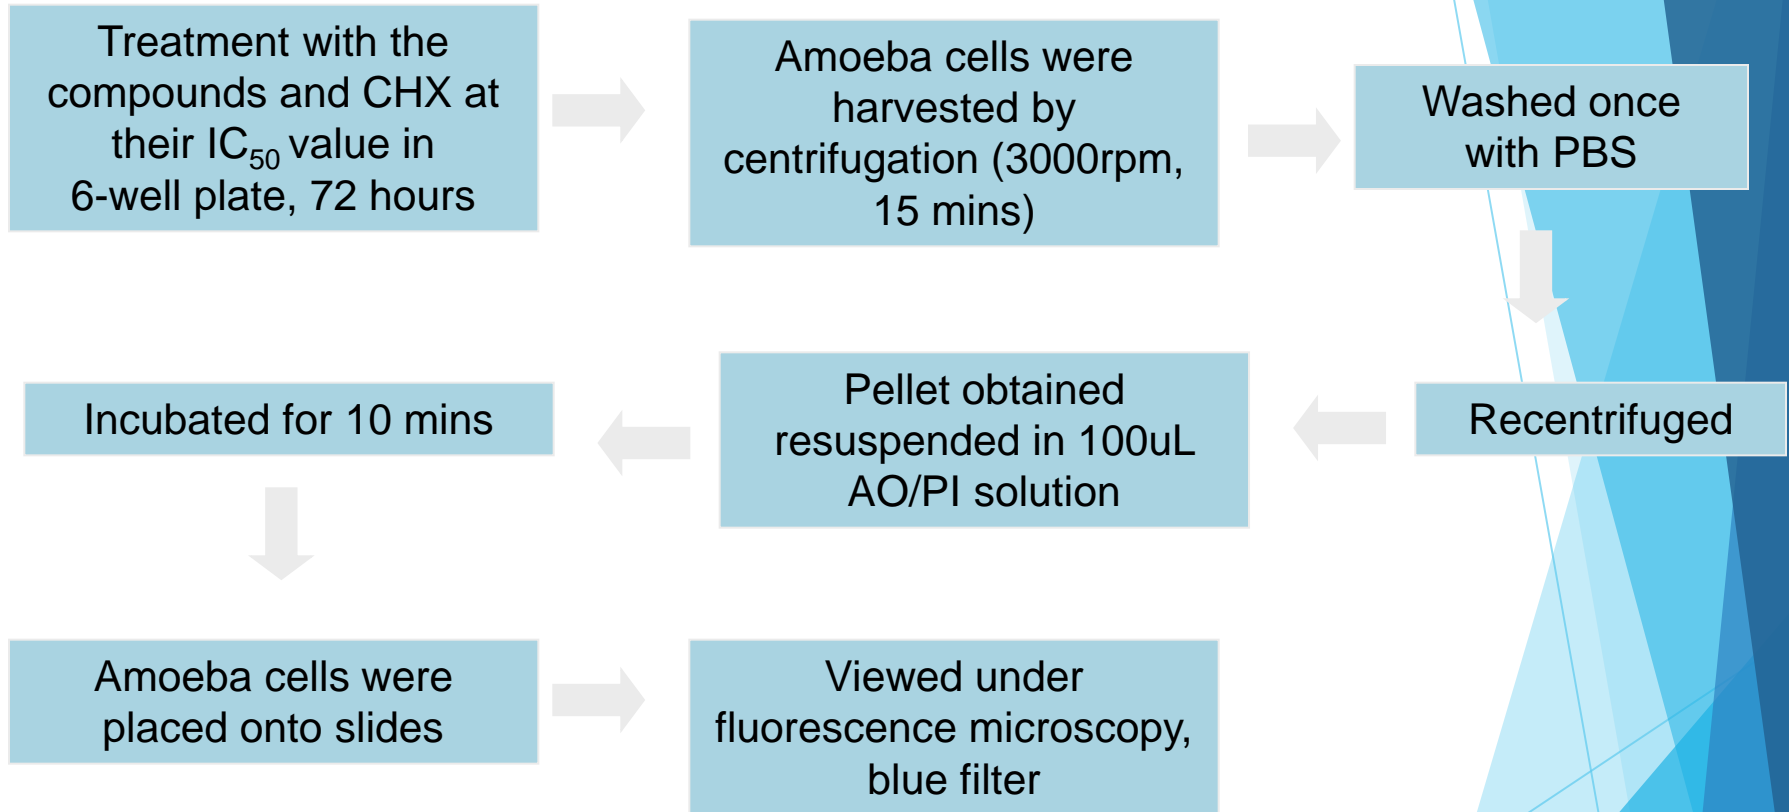 Treatment with the
compounds and CHX at
their IC50 value in
6-well plate, 72 hours
Amoeba cells were
harvested by
centrifugation (3000rpm,
15 mins)
Washed once
with PBS
Recentrifuged
Pellet obtained
resuspended in 100uL
AO/PI solution
Incubated for 10 mins
Amoeba cells were
placed onto slides
Viewed under
fluorescence microscopy,
blue filter